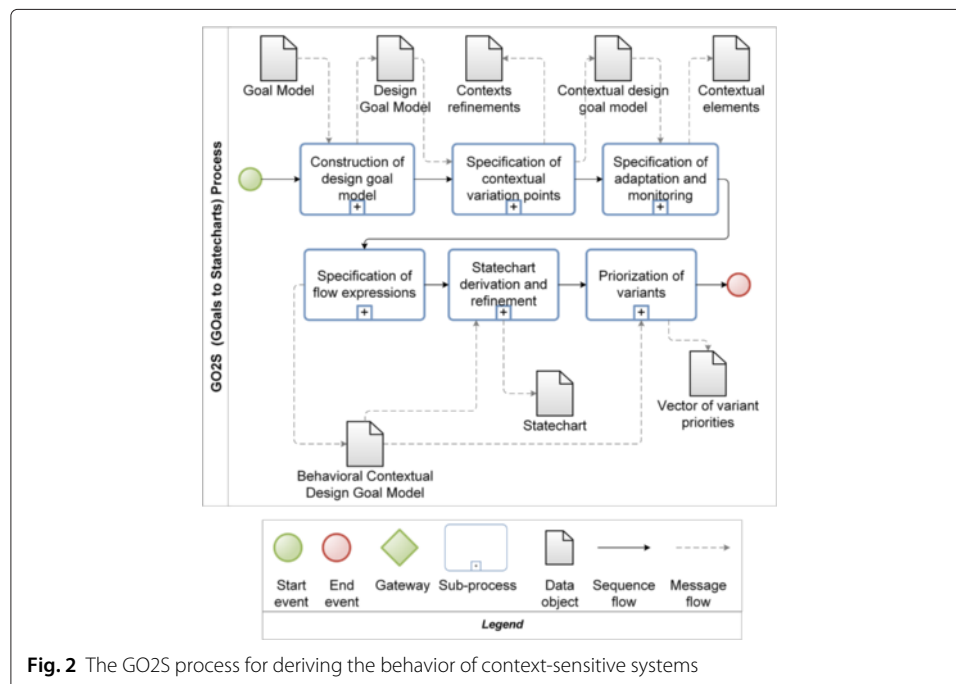 Goal Model
Design
Goal Model
Contexts
refinements
Contextual design
goal model
Contextual
elements
GO2S (GOals to Statecharts) Process
Construction of
design goal
model
Specification of
contextual
variation points
Specification of
adaptation and
monitoring
Specification of
flow expressions
Statechart
derivation and
refinement
Priorization of
variants
Statechart
Vector of variant
priorities
Behavioral Contextual
Design Goal Model
Start
event
End
event
Gateway
Sub-process
Data
object
Sequence
flow
Message
flow
Legend
Fig. 2 The GO2S process for deriving the behavior of context-sensitive systems